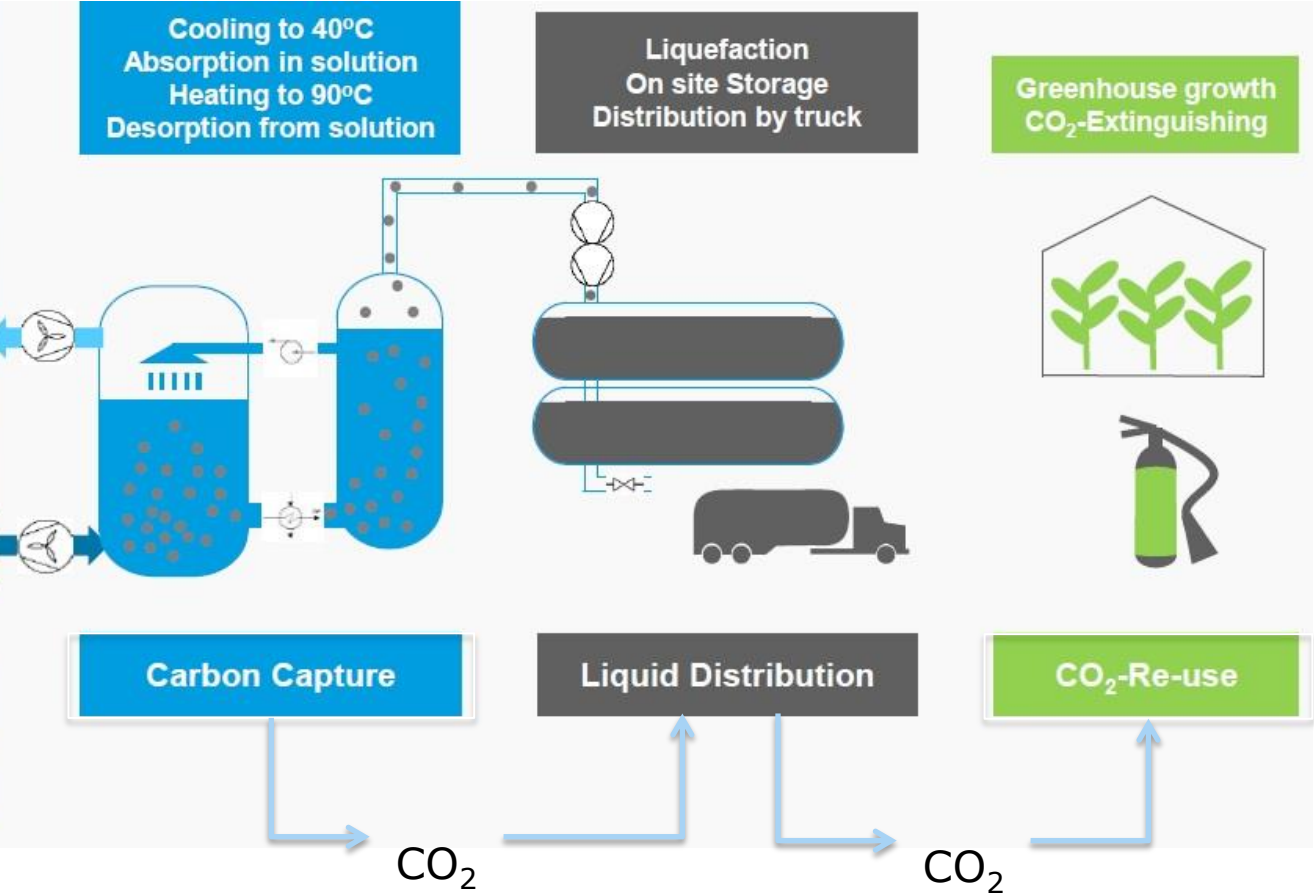 Cooling to 40ºC
Absorption in solution
Heating to 90ºC
Desorption from solution
Liquefaction
On site Storage
Distribution by truck
Greenhouse growth
CO₂-Extinguishing
Carbon Capture
Liquid Distribution
CO₂-Re-use
CO₂
CO₂